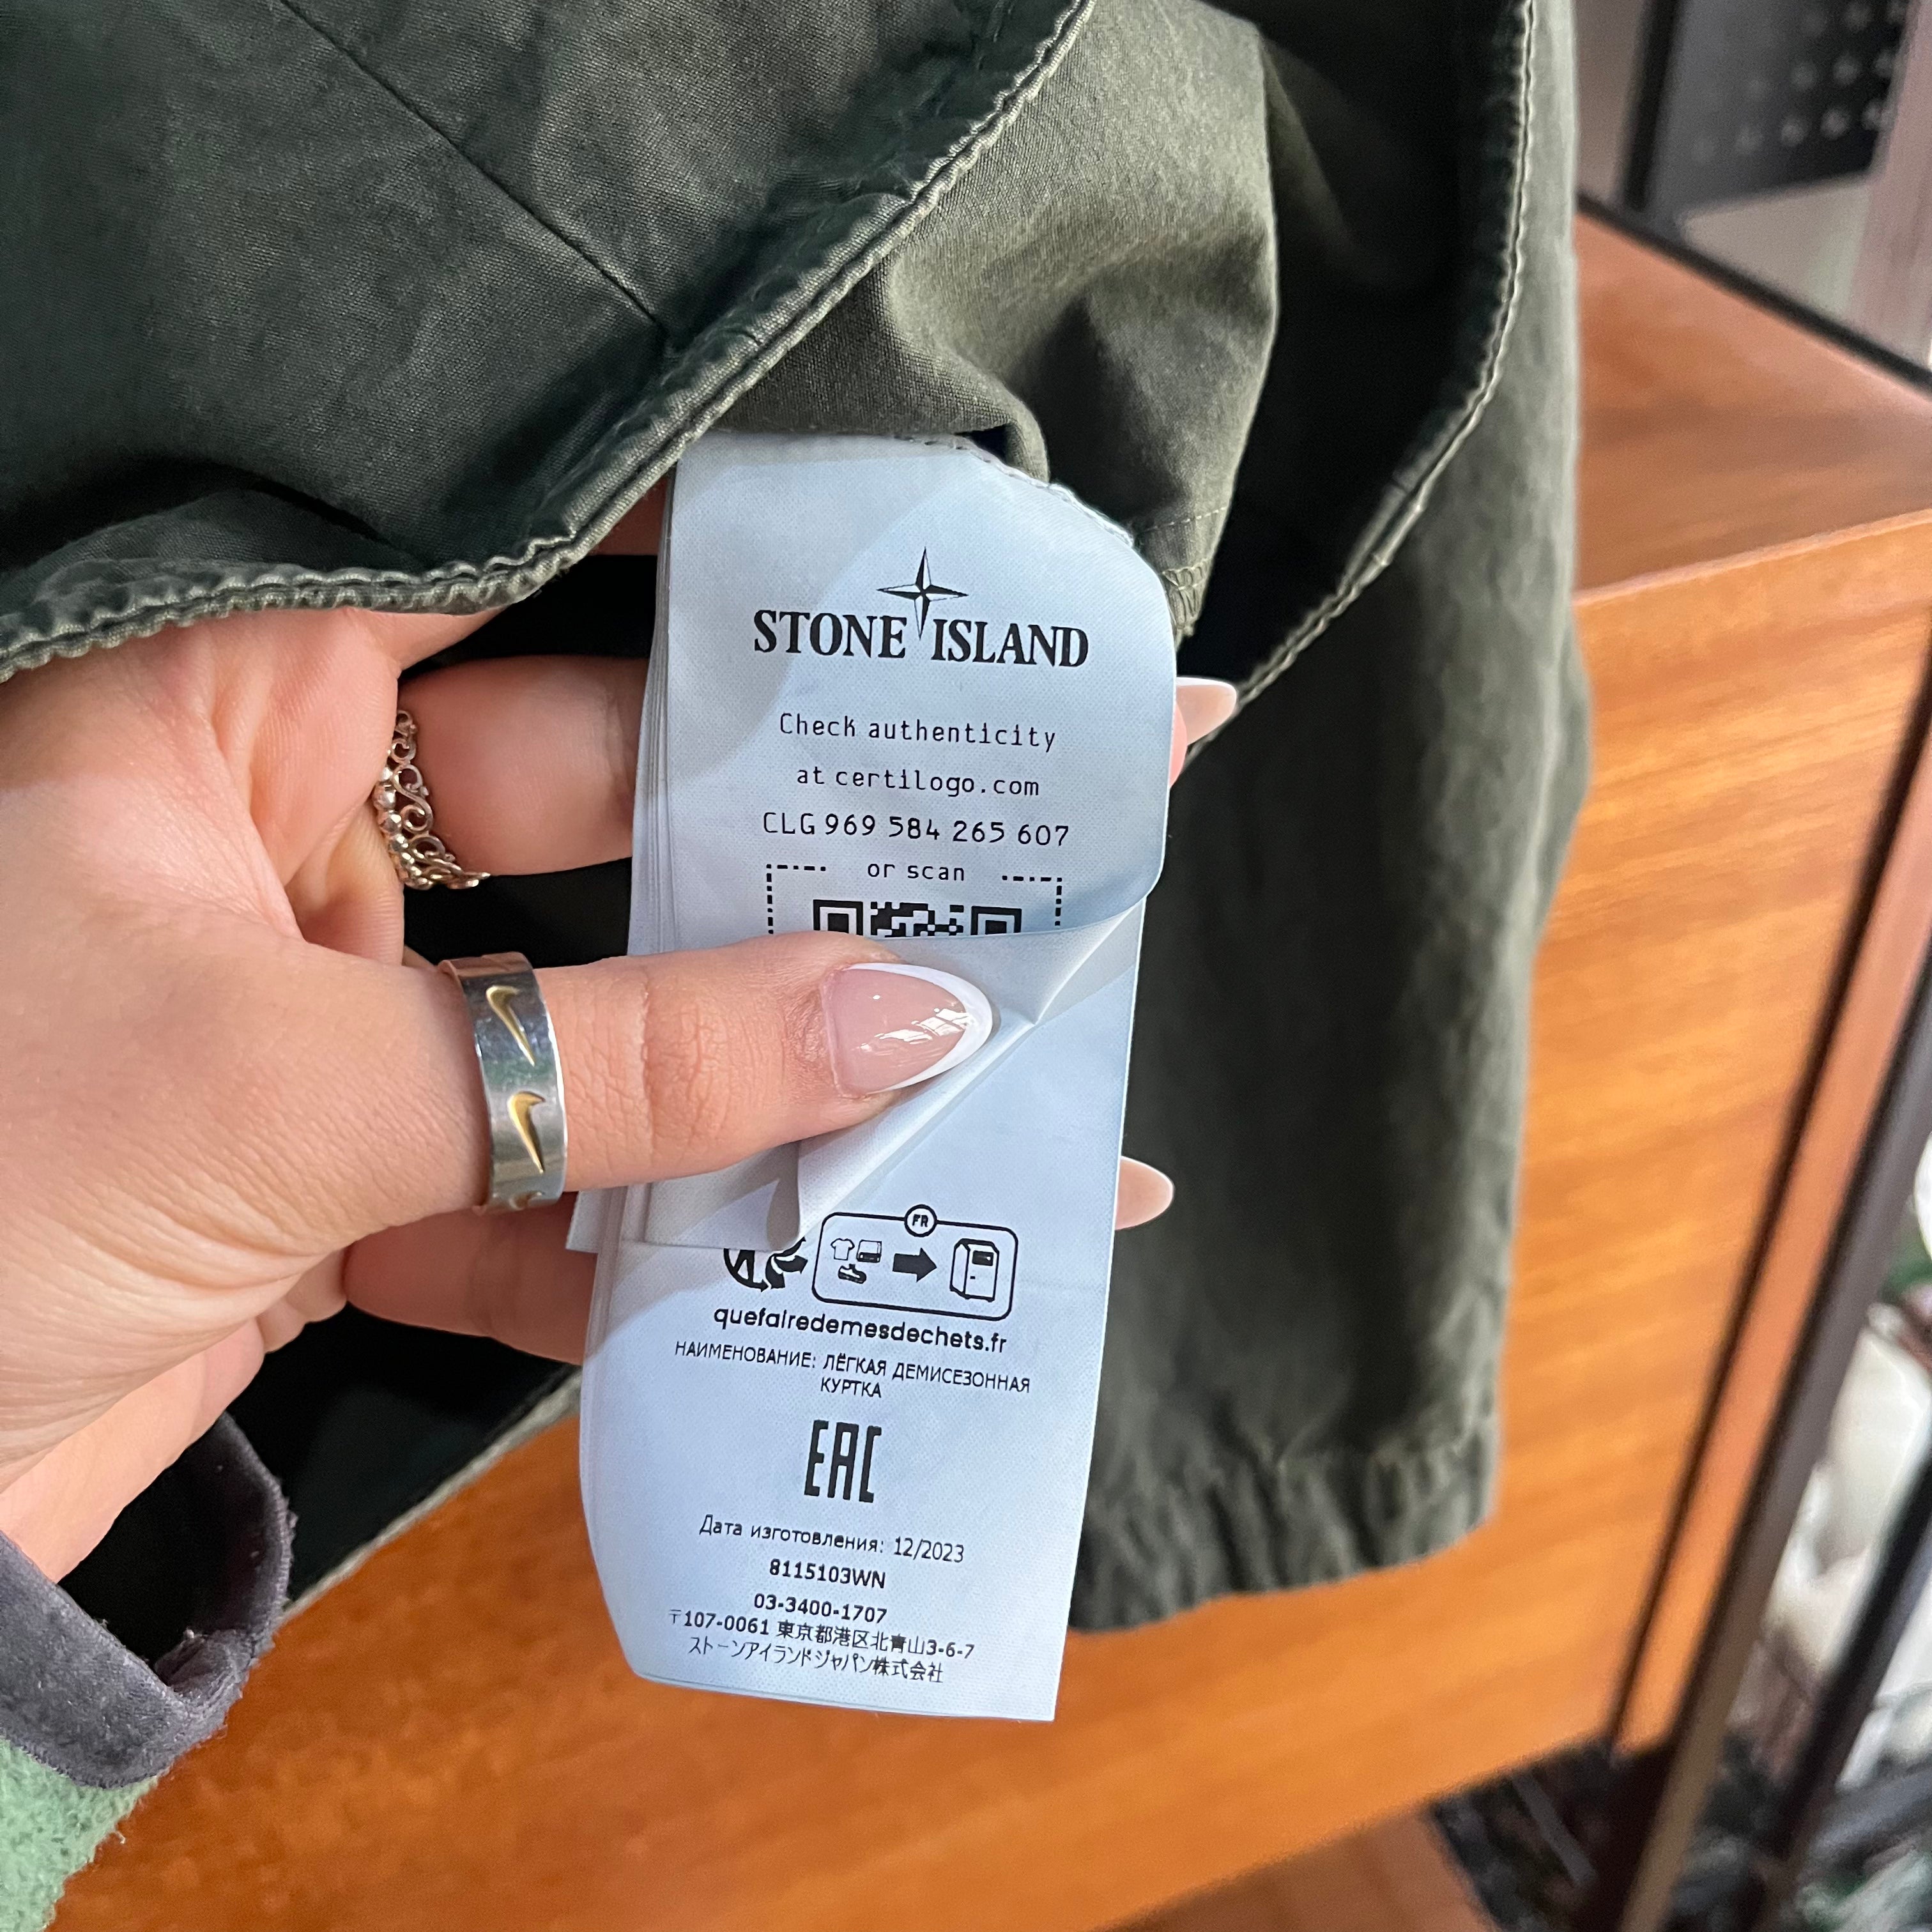 STONE ISLAND
Check authenticity
at certilogo.com
CLG 969 584 265 607
or scan
FR
quefairedemesdechets.fr
НАИМЕНОВАНИЕ: ЛЁГКАЯ ДЕМИСЕЗОННАЯ
КУРТКА
EAC
Дата изготовления: 12/2023
8115103WN
03-3400-1707
〒107-0061 東京都港区北青山3-6-7
ストーンアイランドジャパン株式会社